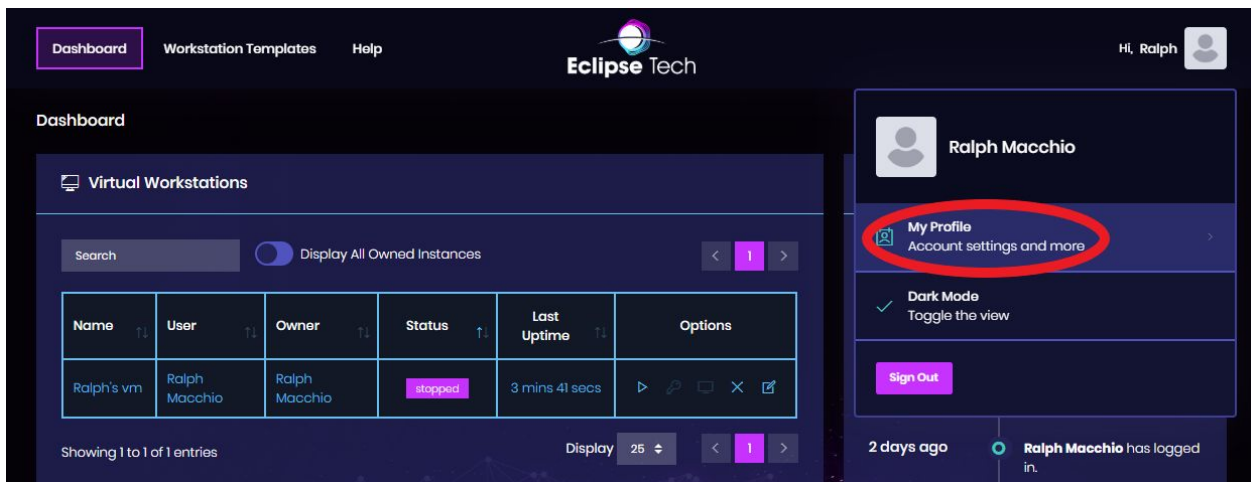 Dashboard
Workstation Templates
Help
Eclipse Tech
Hi, Ralph
Dashboard
Ralph Macchio
Virtual Workstations
My Profile
Account settings and more
Search
Display All Owned Instances
< 1 >
Dark Mode
Toggle the view
Name
User
Owner
Status
Last
Uptime
Options
Ralph's vm
Ralph
Macchio
Ralph
Macchio
stopped
3 mins 41 secs
Sign Out
Showing 1 to 1 of 1 entries
Display
25
< 1 >
2 days ago
Ralph Macchio has logged
in.